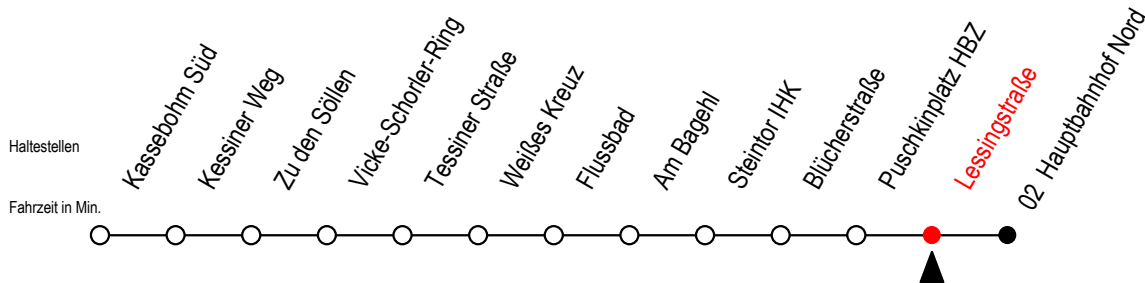 Haltestellen
Fahrzeit in Min.
Kassebohm Süd
Kessiner Weg
Zu den Söllen
Vicke-Schorler-Ring
Tessiner Straße
Weißes Kreuz
Flussbad
Am Bagehl
Steintor IHK
Blücherstraße
Puschkinplatz HBZ
Lessingstraße
02 Hauptbahnhof Nord